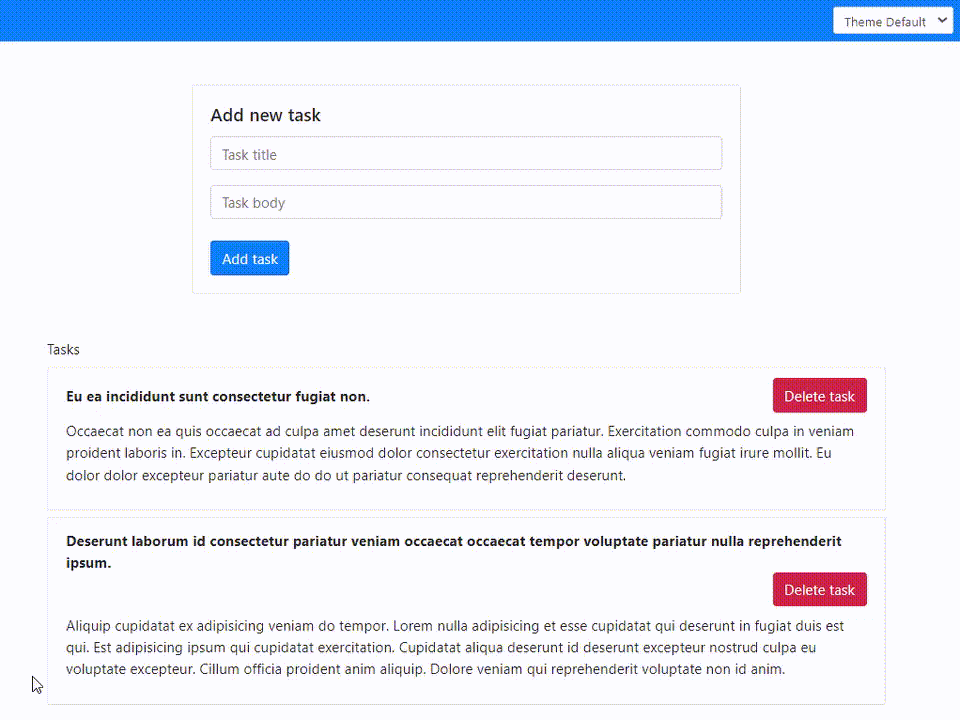 Theme Default
Add new task
Task title
Task body
Add task
Tasks
Eu ea incididunt sunt consectetur fugiat non.
Delete task
Occaecat non ea quis occaecat ad culpa amet deserunt incididunt elit fugiat pariatur. Exercitation commodo culpa in veniam
proident laboris in. Excepteur cupidatat eiusmod dolor consectetur exercitation nulla aliqua veniam fugiat irure mollit. Eu
dolor dolor excepteur pariatur aute do do ut pariatur consequat reprehenderit deserunt.
Deserunt laborum id consectetur pariatur veniam occaecat occaecat tempor voluptate pariatur nulla reprehenderit
ipsum.
Delete task
Aliquip cupidatat ex adipisicing veniam do tempor. Lorem nulla adipisicing et esse cupidatat qui deserunt in fugiat duis est
qui. Est adipisicing ipsum qui cupidatat exercitation. Cupidatat aliqua deserunt id deserunt excepteur nostrud culpa eu
voluptate excepteur. Cillum officia proident anim aliquip. Dolore veniam qui reprehenderit voluptate non id anim.